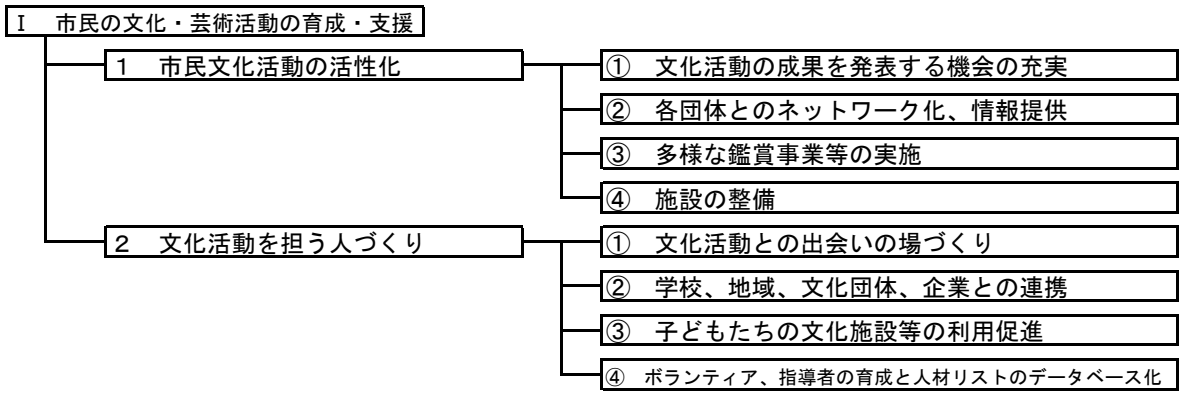 Ⅰ　市民の文化・芸術活動の育成・支援
１　市民文化活動の活性化
①　文化活動の成果を発表する機会の充実
②　各団体とのネットワーク化、情報提供
③　多様な鑑賞事業等の実施
④　施設の整備
２　文化活動を担う人づくり
①　文化活動との出会いの場づくり
②　学校、地域、文化団体、企業との連携
③　子どもたちの文化施設等の利用促進
④　ボランティア、指導者の育成と人材リストのデータベース化